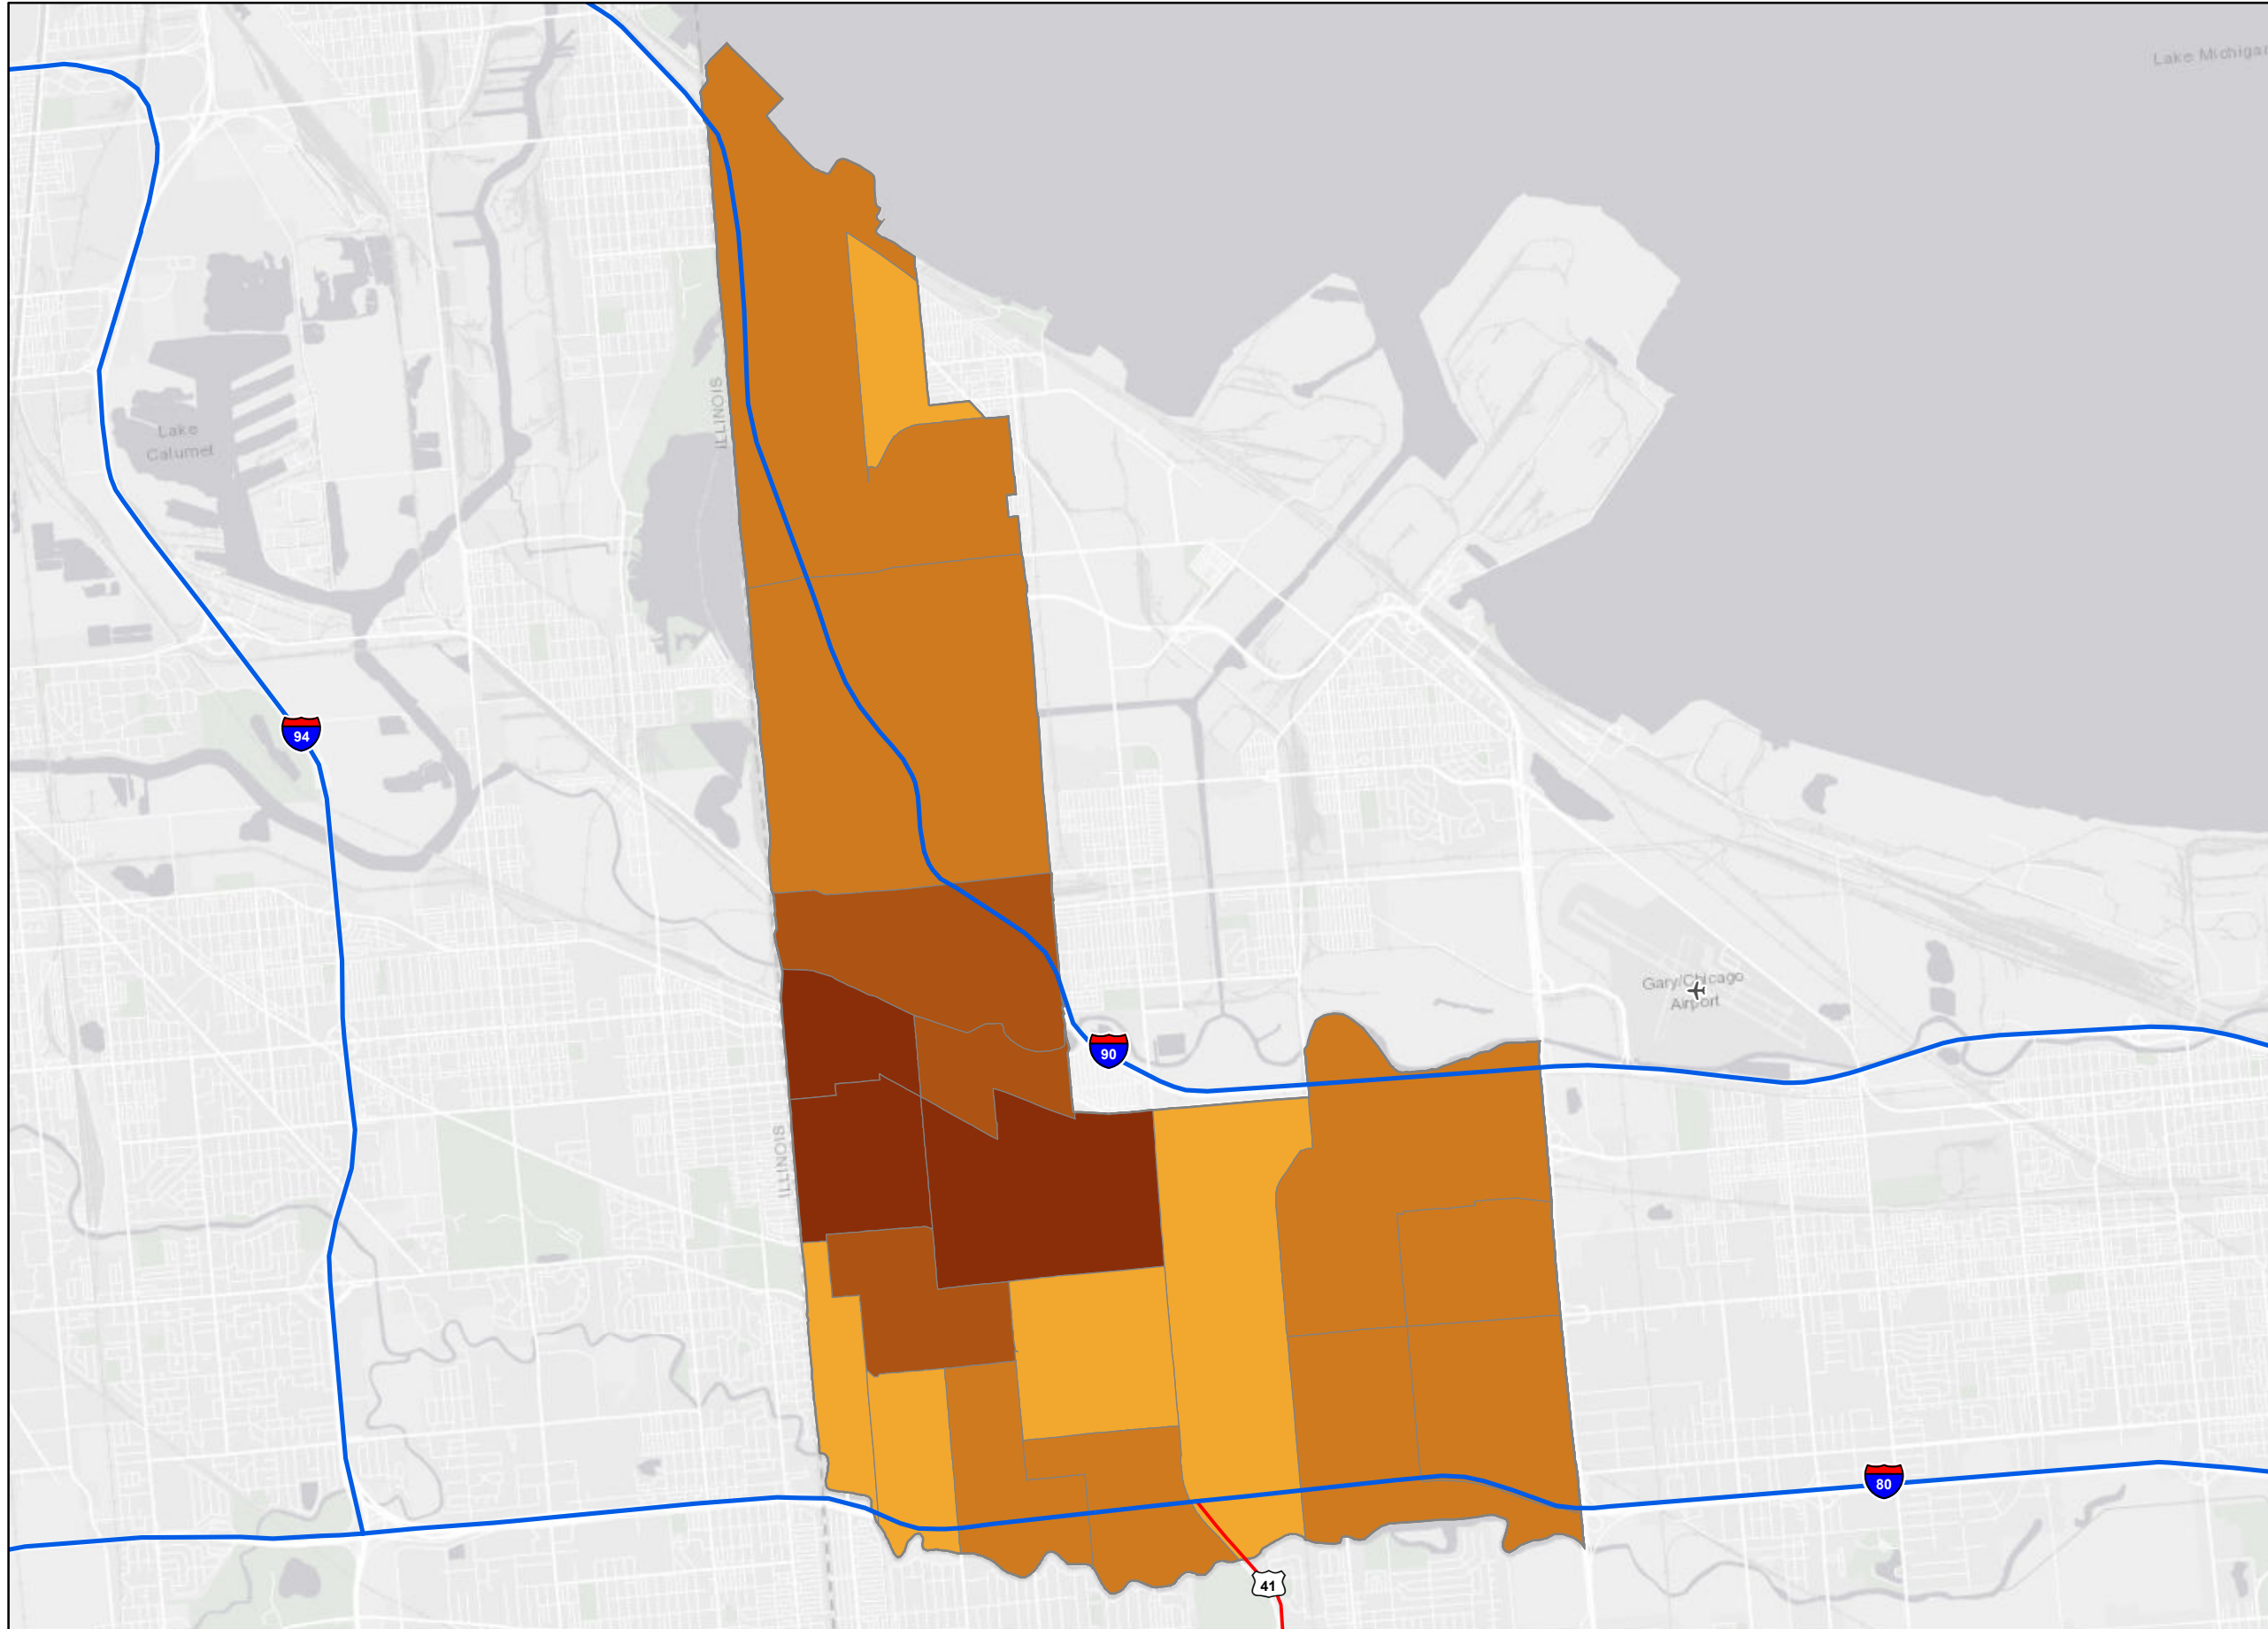 Lake Michigan
ILLINOIS
Lake
Calumet
94
Gary/Chicago
Airport
90
ILLINOIS
80
41